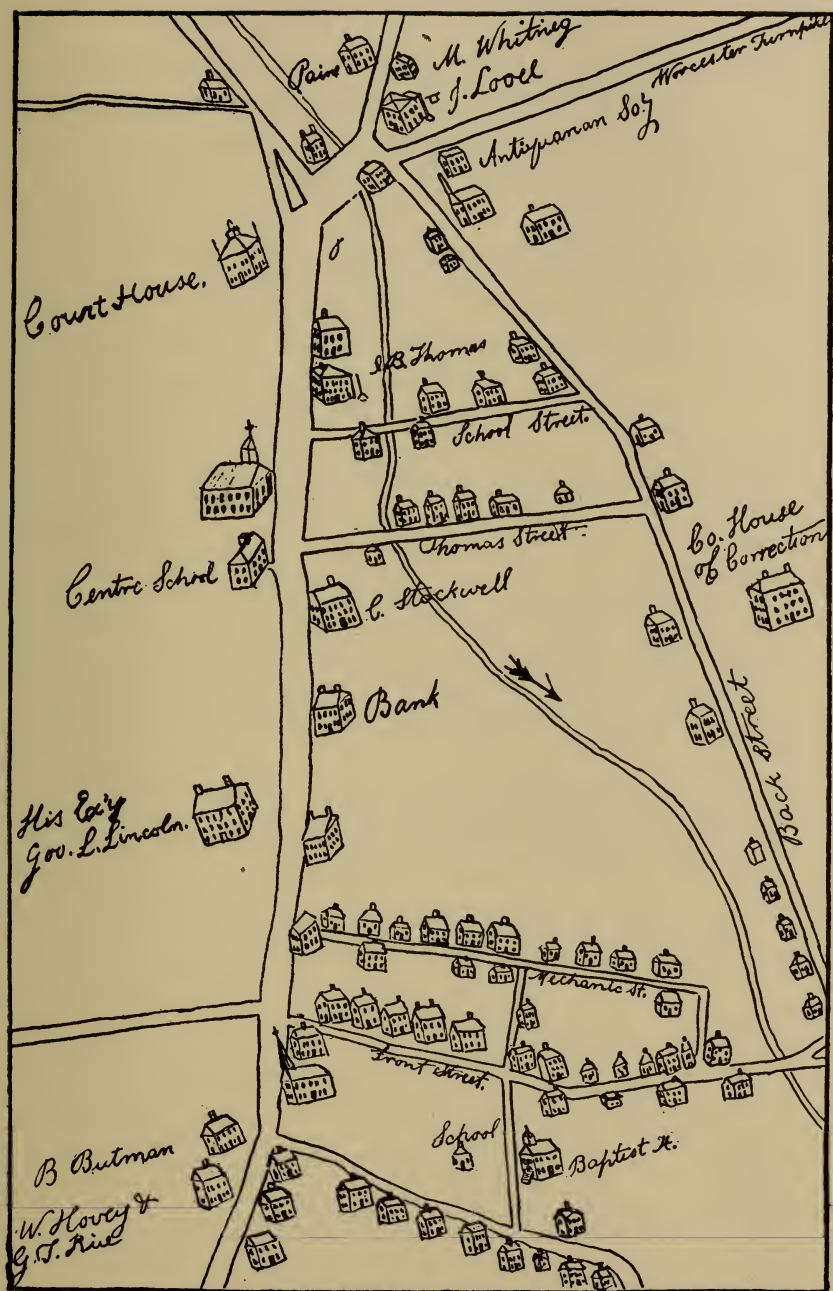 Paine
M. Whitney
J. Lovel
Worcester Turnpike
Antiquarian Soy
Court House.
I. B. Thomas
School Street.
Thomas Street
Co. House
of Correction
Centre School
C. Stockwell
Bank
Back Street
His Ex'y
Gov. L. Lincoln.
Mechanic St.
Front Street.
School
Baptist H.
B Butman
W. Hovey &
G. T. Rice